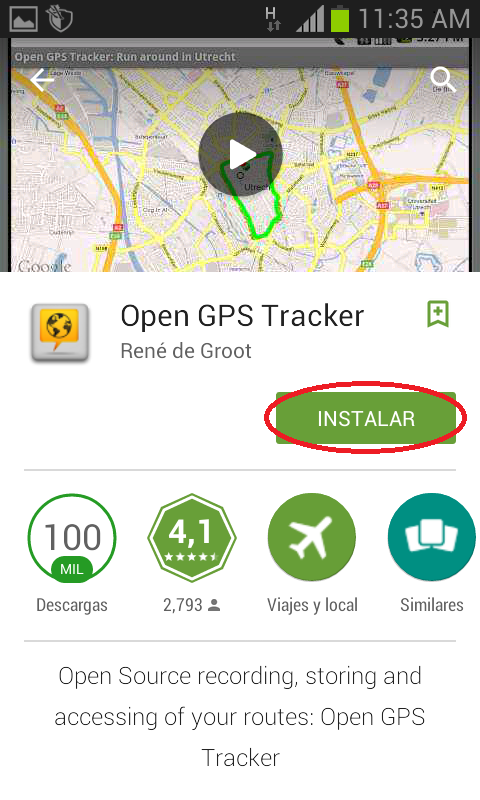 H 11:35 AM
Open GPS Tracker: Run around in Utrecht
Utrech
Google
Open GPS Tracker
René de Groot
INSTALAR
100
MIL
4,1
Descargas
2,793
Viajes y local
Similares
Open Source recording, storing and
accessing of your routes: Open GPS
Tracker